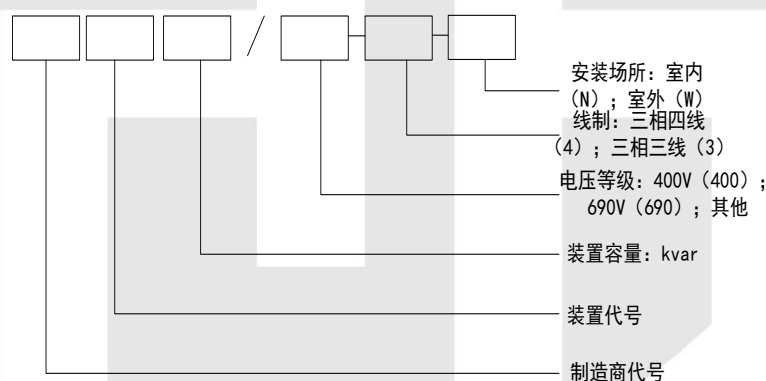 /
安装场所：室内
（N）；室外（W）
线制：三相四线
（4）；三相三线（3）
电压等级：400V（400）；
690V（690）；其他
装置容量：kvar
装置代号
制造商代号